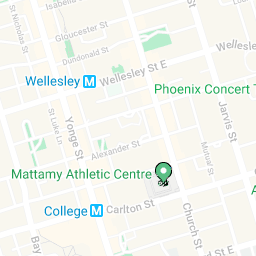 St Nicholas St
Gloucester St
Dundonald St
Wellesley
Wellesley M
Wellesley St E
Phoenix Concert T
St Luke Ln
Yonge St
Alexander St
Jarvis St
Mutual St
Mattamy Athletic Centre
College M
Carlton St
Church St
Bay
A